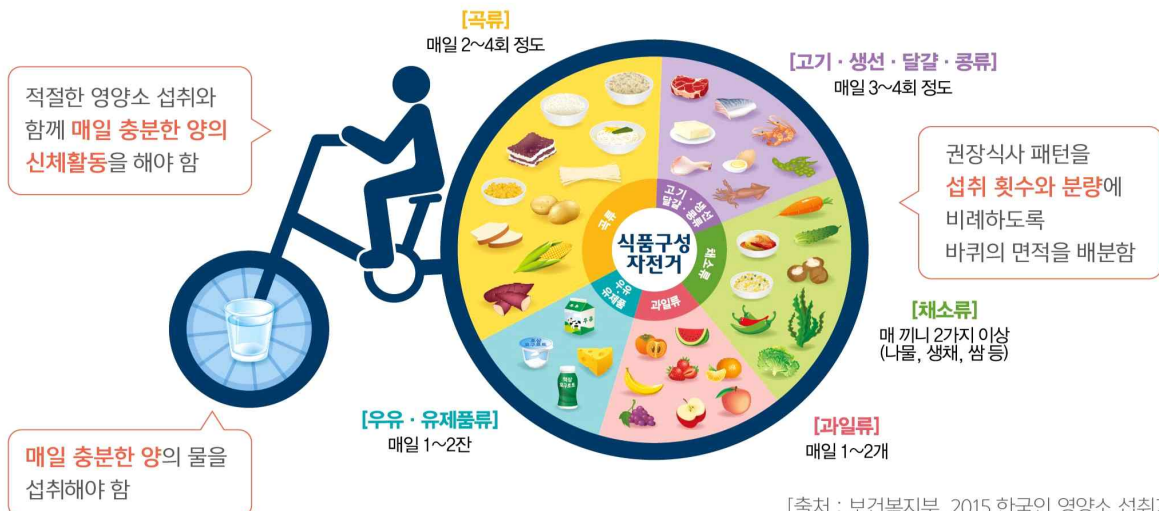 [곡류]
매일 2~4회 정도
[고기 · 생선 · 달걀 · 콩류]
매일 3~4회 정도
적절한 영양소 섭취와
함께 매일 충분한 양의
신체활동을 해야 함
권장식사 패턴을
섭취 횟수와 분량에
비례하도록
바퀴의 면적을 배분함
곡류
고기 · 생선
달걀 · 콩류
채소류
과일류
우유 ·
유제품류
식품구성
자전거
우유
[채소류]
매 끼니 2가지 이상
(나물, 생채, 쌈 등)
[우유 · 유제품류]
매일 1~2잔
[과일류]
매일 1~2개
매일 충분한 양의 물을
섭취해야 함
[출처 : 보건복지부, 2015 한국인 영양소 섭취기